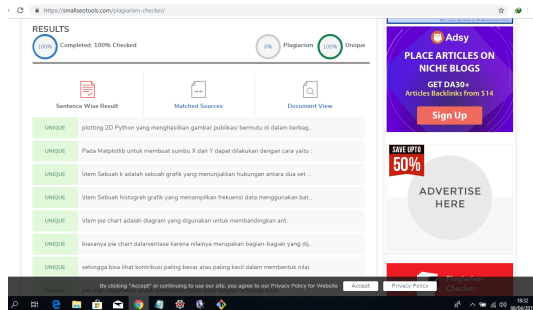 https://smallseotools.com/plagiarism-checker/
RESULTS
100%
Completed: 100% Checked
0%
Plagiarism
100%
Unique
Sentence Wise Result
Matched Sources
Document View
UNIQUE plotting 2D Python yang menghasilkan gambar publikasi bermutu di dalam berbag...
UNIQUE Pada Matplotlib untuk membuat sumbu X dan Y dapat dilakukan dengan cara yaitu :
UNIQUE \item Sebuah k adalah sebuah grafik yang menunjukkan hubungan antara dua set ...
UNIQUE \item Sebuah histograh grafik yang menampilkan frekuensi data menggunakan bat...
UNIQUE \item pie chart adalah diagram yang digunakan untuk membandingkan ant.
UNIQUE biasanya pie chart dalarsentase karena nilainya merupakan bagian-bagian yang dij...
UNIQUE sehingga bisa lihat kontribusi paling besar atau paling kecil dalam membentuk nilai.
By clicking "Accept" or continuing to use our site, you agree to our Privacy Policy for Website
Accept
Privacy Policy
Adsy
PLACE ARTICLES ON
NICHE BLOGS
GET DA30+
Articles Backlinks from $14
Sign Up
SAVE UPTO
50%
ADVERTISE
HERE
Plagiarism
Checker
18:32